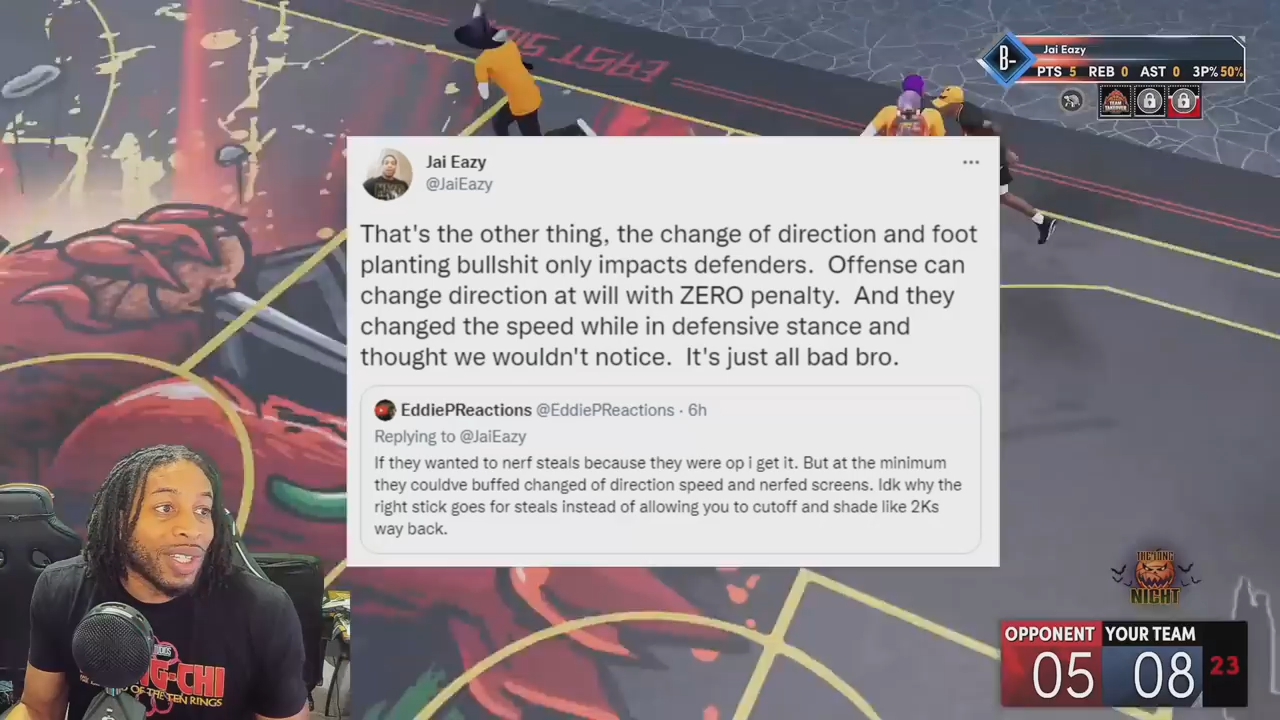 EAST SIDE
Jai Eazy
B-
PTS 5 REB 0 AST 0 3P% 50%
TEAM TAKEOVER
Jai Eazy
@JaiEazy
That's the other thing, the change of direction and foot
planting bullshit only impacts defenders. Offense can
change direction at will with ZERO penalty. And they
changed the speed while in defensive stance and
thought we wouldn't notice. It's just all bad bro.
EddiePReactions @EddiePReactions · 6h
Replying to @JaiEazy
If they wanted to nerf steals because they were op i get it. But at the minimum
they couldve buffed changed of direction speed and nerfed screens. Idk why the
right stick goes for steals instead of allowing you to cutoff and shade like 2Ks
way back.
NIGHT
OF THE TEN RINGS
OPPONENT YOUR TEAM
05 08 23